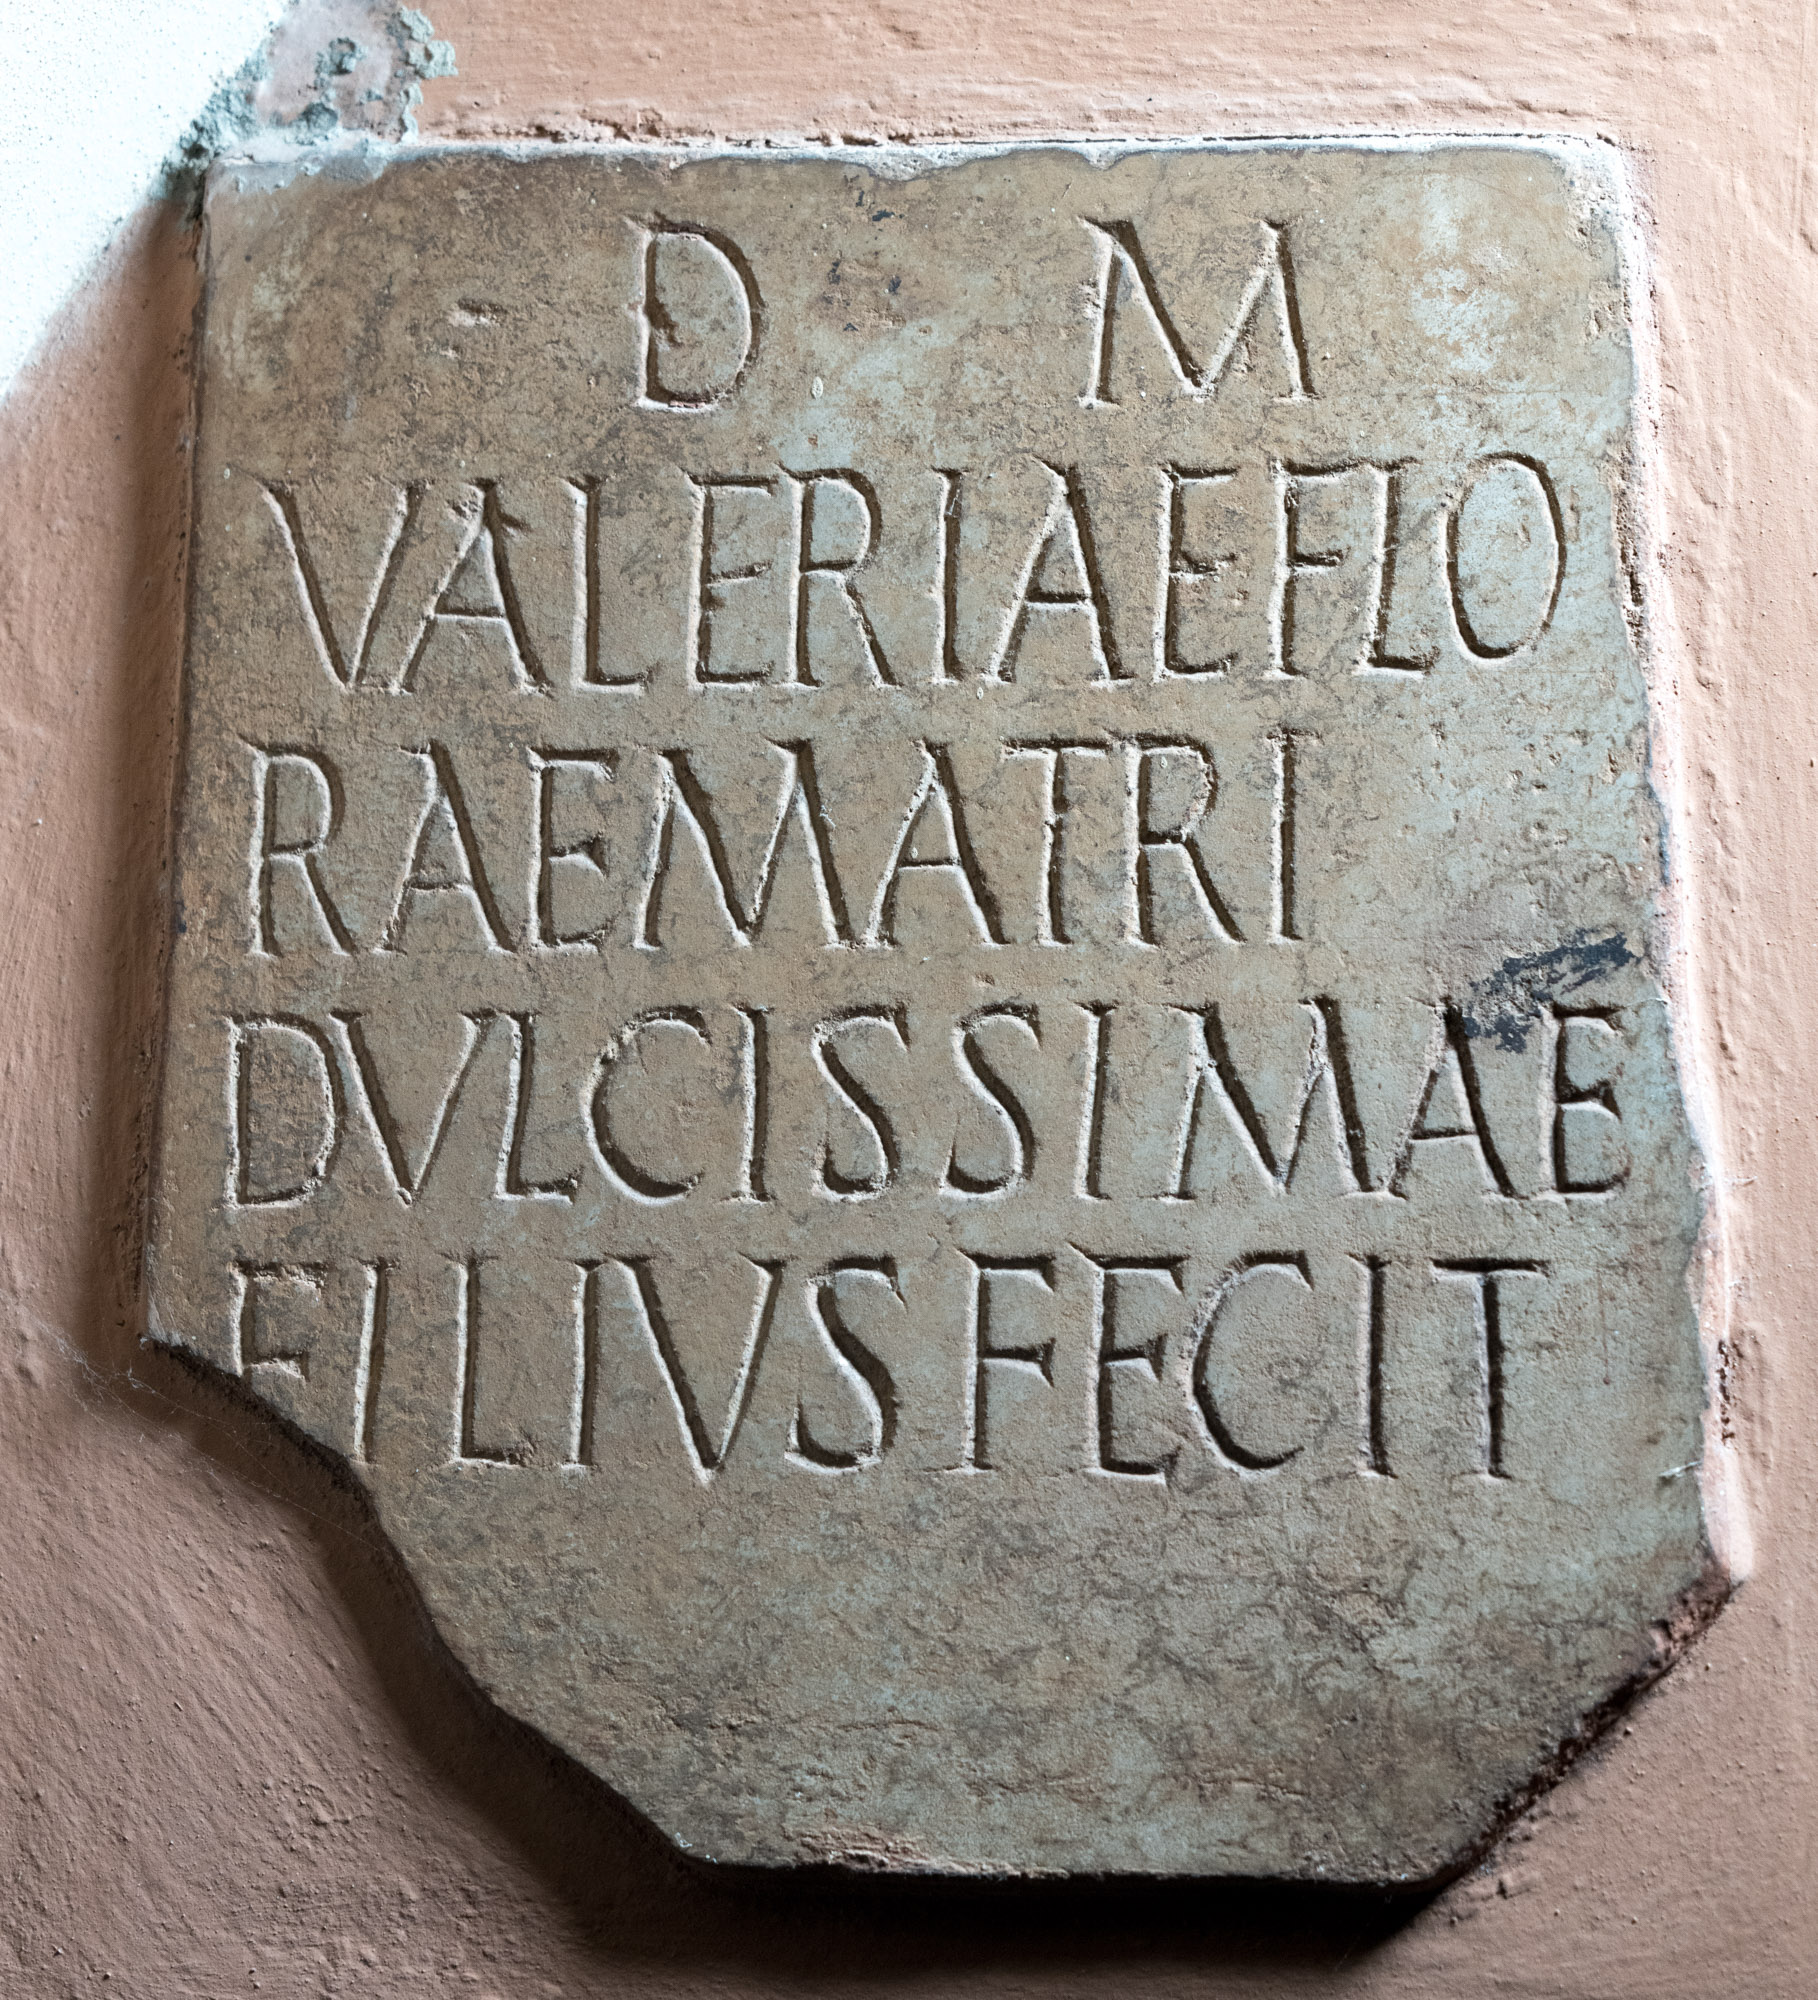 D M
VALERIAEFLO
RAEMATRI
DVLCISSIMAE
FILIVSFECIT